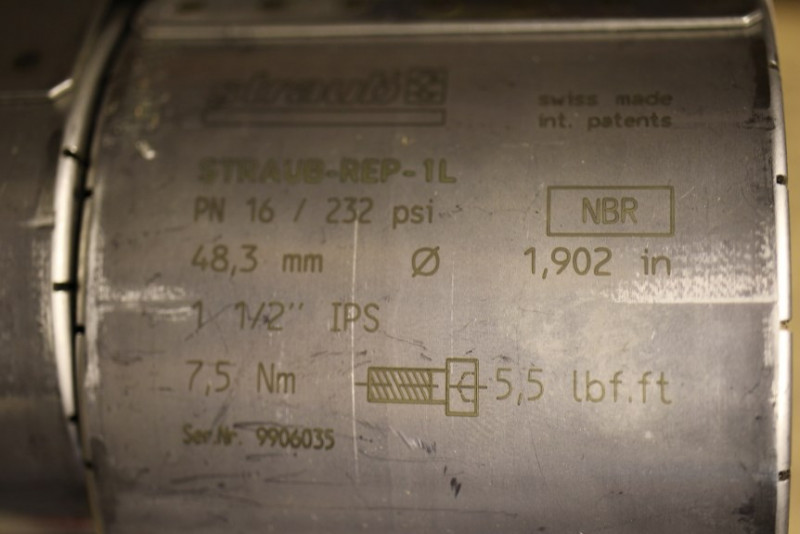 straub
swiss made
int. patents
STRAUB-REP-1L
PN 16 / 232 psi
NBR
48,3 mm Ø 1,902 in
1 1/2" IPS
7,5 Nm 5,5 lbf.ft
Ser.Nr. 9906035